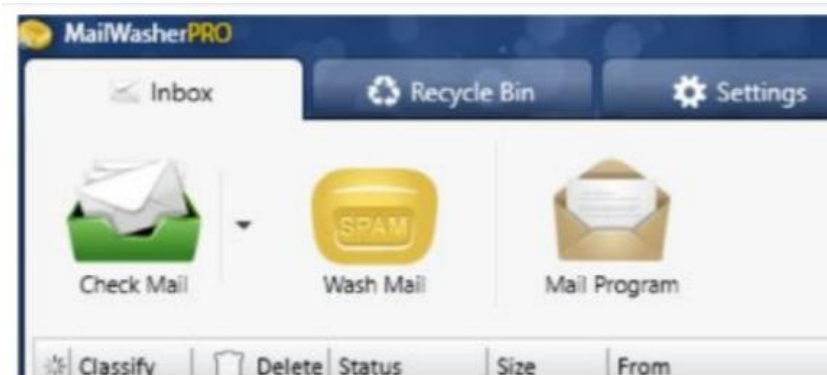 MailWasherPRO
Inbox Recycle Bin Settings
SPAM
Check Mail Wash Mail Mail Program
Classify Delete Status Size From